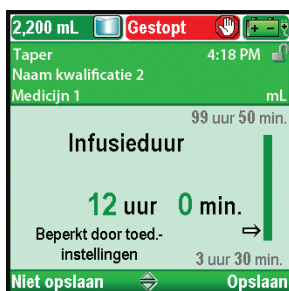 2,200 mL Gestopt
Taper 4:18 PM
Naam kwalificatie 2
Medicijn 1 mL
99 uur 50 min.
Infusieduur
12 uur 0 min.
Beperkt door toed.-
instellingen
3 uur 30 min.
Niet opslaan Opslaan